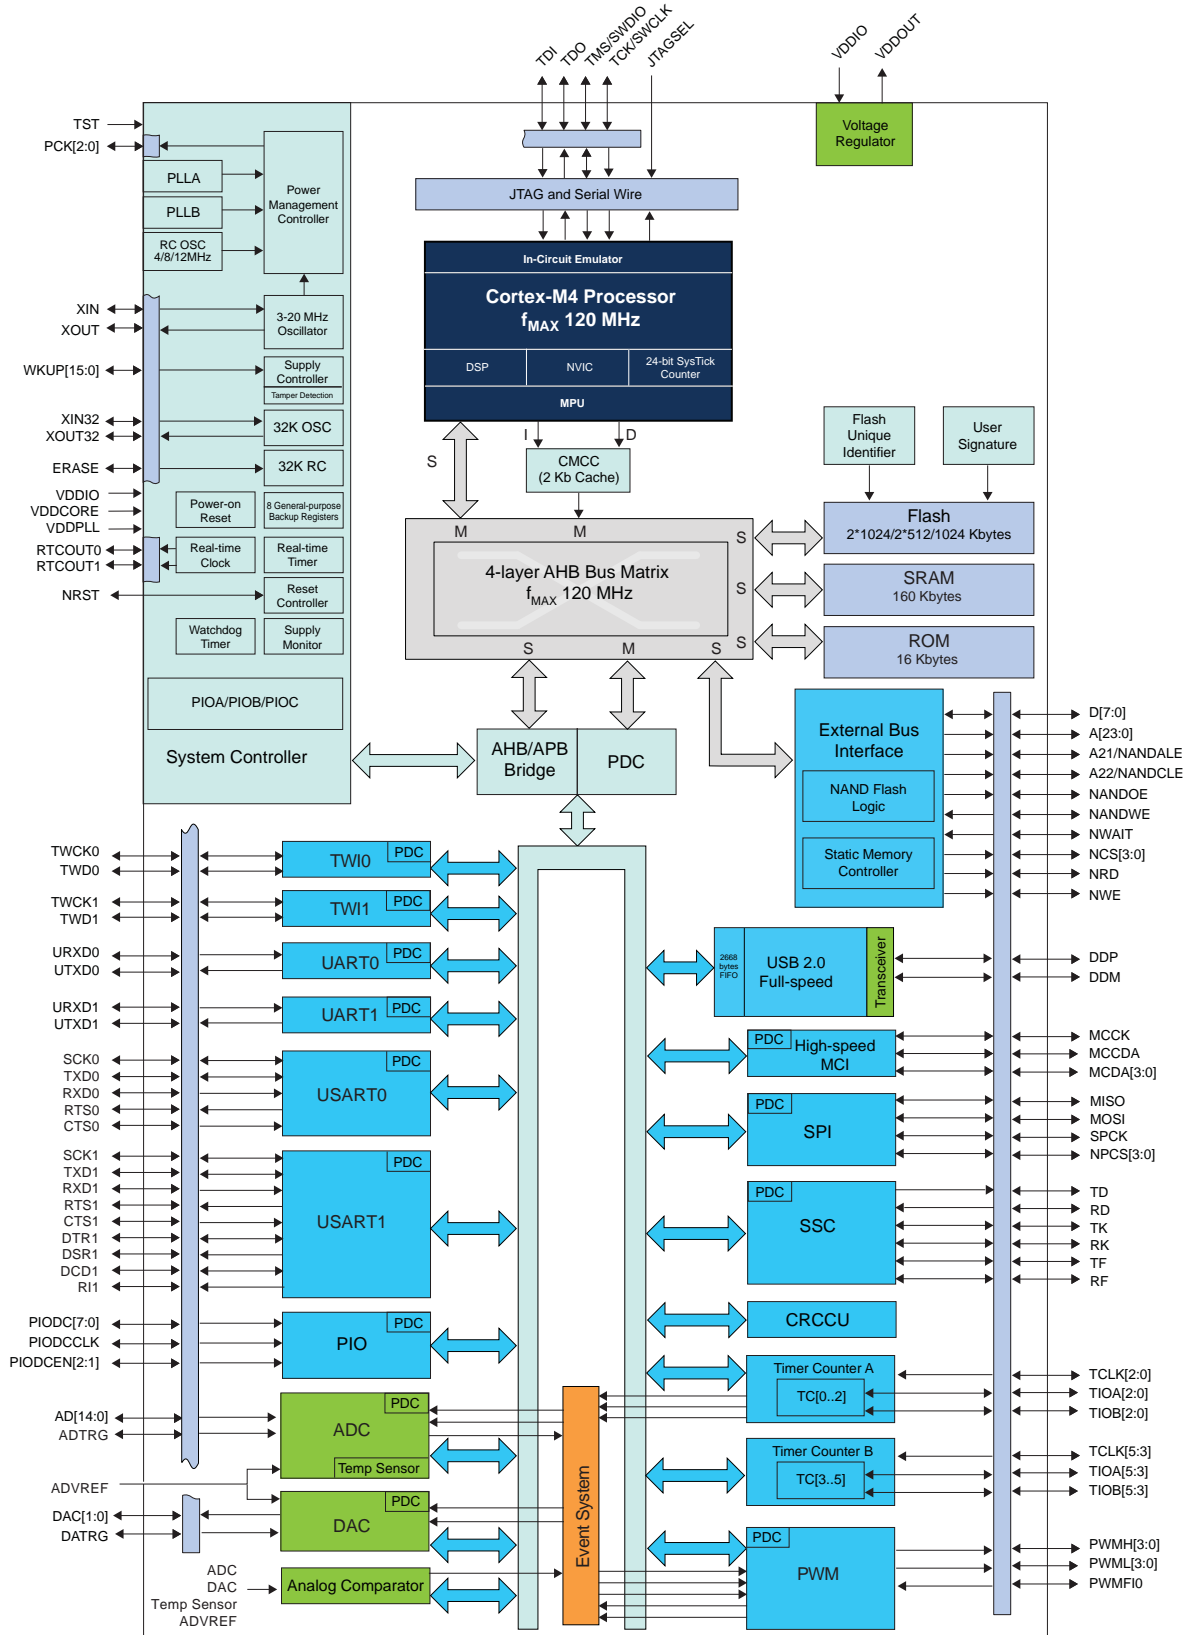 TDI
TDO
TMS/SWDIO
TCK/SWCLK
JTAGSEL
VDDIO
VDDOUT
TST
PCK[2:0]
PLLA
PLLB
RC OSC
4/8/12MHz
Power
Management
Controller
Voltage
Regulator
JTAG and Serial Wire
In-Circuit Emulator
Cortex-M4 Processor
fMAX 120 MHz
DSP
NVIC
24-bit SysTick
Counter
MPU
XIN
XOUT
3-20 MHz
Oscillator
WKUP[15:0]
Supply
Controller
Tamper Detection
XIN32
XOUT32
32K OSC
ERASE
32K RC
VDDIO
VDDCORE
VDDPLL
Power-on
Reset
8 General-purpose
Backup Registers
RTCOUT0
RTCOUT1
Real-time
Clock
Real-time
Timer
NRST
Reset
Controller
Watchdog
Timer
Supply
Monitor
PIOA/PIOB/PIOC
System Controller
S
I
D
CMCC
(2 Kb Cache)
Flash
Unique
Identifier
User
Signature
M
M
S
4-layer AHB Bus Matrix
fMAX 120 MHz
S
S
S
M
S
Flash
2*1024/2*512/1024 Kbytes
SRAM
160 Kbytes
ROM
16 Kbytes
AHB/APB
Bridge
PDC
External Bus
Interface
NAND Flash
Logic
Static Memory
Controller
D[7:0]
A[23:0]
A21/NANDALE
A22/NANDCLE
NANDOE
NANDWE
NWAIT
NCS[3:0]
NRD
NWE
TWCK0
TWD0
TWI0
PDC
TWCK1
TWD1
TWI1
PDC
URXD0
UTXD0
UART0
PDC
URXD1
UTXD1
UART1
PDC
SCK0
TXD0
RXD0
RTS0
CTS0
USART0
PDC
SCK1
TXD1
RXD1
RTS1
CTS1
DTR1
DSR1
DCD1
RI1
USART1
PDC
PIODC[7:0]
PIODCCLK
PIODCEN[2:1]
PIO
PDC
AD[14:0]
ADTRG
ADC
PDC
Temp Sensor
ADVREF
DAC[1:0]
DATRG
DAC
PDC
ADC
DAC
Temp Sensor
ADVREF
Analog Comparator
Event System
2668
bytes
FIFO
USB 2.0
Full-speed
Transceiver
DDP
DDM
PDC
High-speed
MCI
MCCK
MCCDA
MCDA[3:0]
PDC
SPI
MISO
MOSI
SPCK
NPCS[3:0]
PDC
SSC
TD
RD
TK
RK
TF
RF
CRCCU
Timer Counter A
TC[0..2]
TCLK[2:0]
TIOA[2:0]
TIOB[2:0]
Timer Counter B
TC[3..5]
TCLK[5:3]
TIOA[5:3]
TIOB[5:3]
PDC
PWM
PWMH[3:0]
PWML[3:0]
PWMFI0